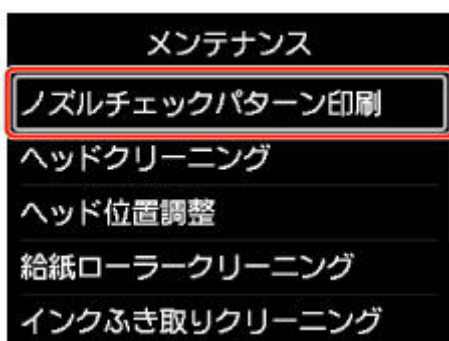 メンテナンス
ノズルチェックパターン印刷
ヘッドクリーニング
ヘッド位置調整
給紙ローラークリーニング
インクふき取りクリーニング